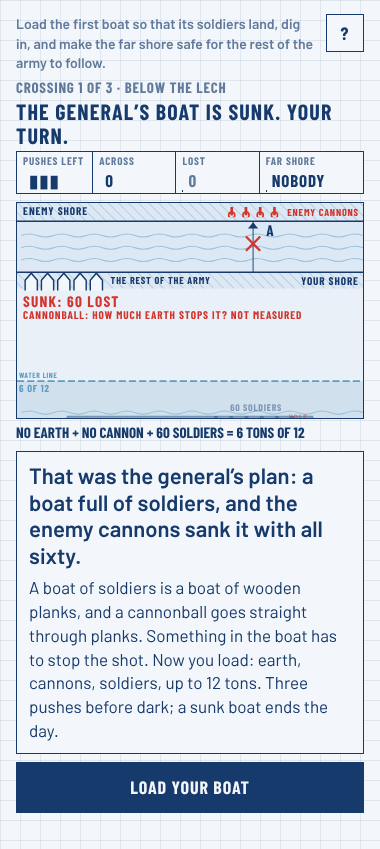 Load the first boat so that its soldiers land, dig
in, and make the far shore safe for the rest of the
army to follow.
?
CROSSING 1 OF 3 · BELOW THE LECH
THE GENERAL'S BOAT IS SUNK. YOUR
TURN.
PUSHES LEFT
ACROSS
0
LOST
0
FAR SHORE
NOBODY
ENEMY SHORE
ENEMY CANNONS
A
THE REST OF THE ARMY
YOUR SHORE
SUNK: 60 LOST
CANNONBALL: HOW MUCH EARTH STOPS IT? NOT MEASURED
WATER LINE
6 OF 12
60 SOLDIERS
NO EARTH + NO CANNON + 60 SOLDIERS = 6 TONS OF 12
That was the general's plan: a
boat full of soldiers, and the
enemy cannons sank it with all
sixty.
A boat of soldiers is a boat of wooden
planks, and a cannonball goes straight
through planks. Something in the boat has
to stop the shot. Now you load: earth,
cannons, soldiers, up to 12 tons. Three
pushes before dark; a sunk boat ends the
day.
LOAD YOUR BOAT